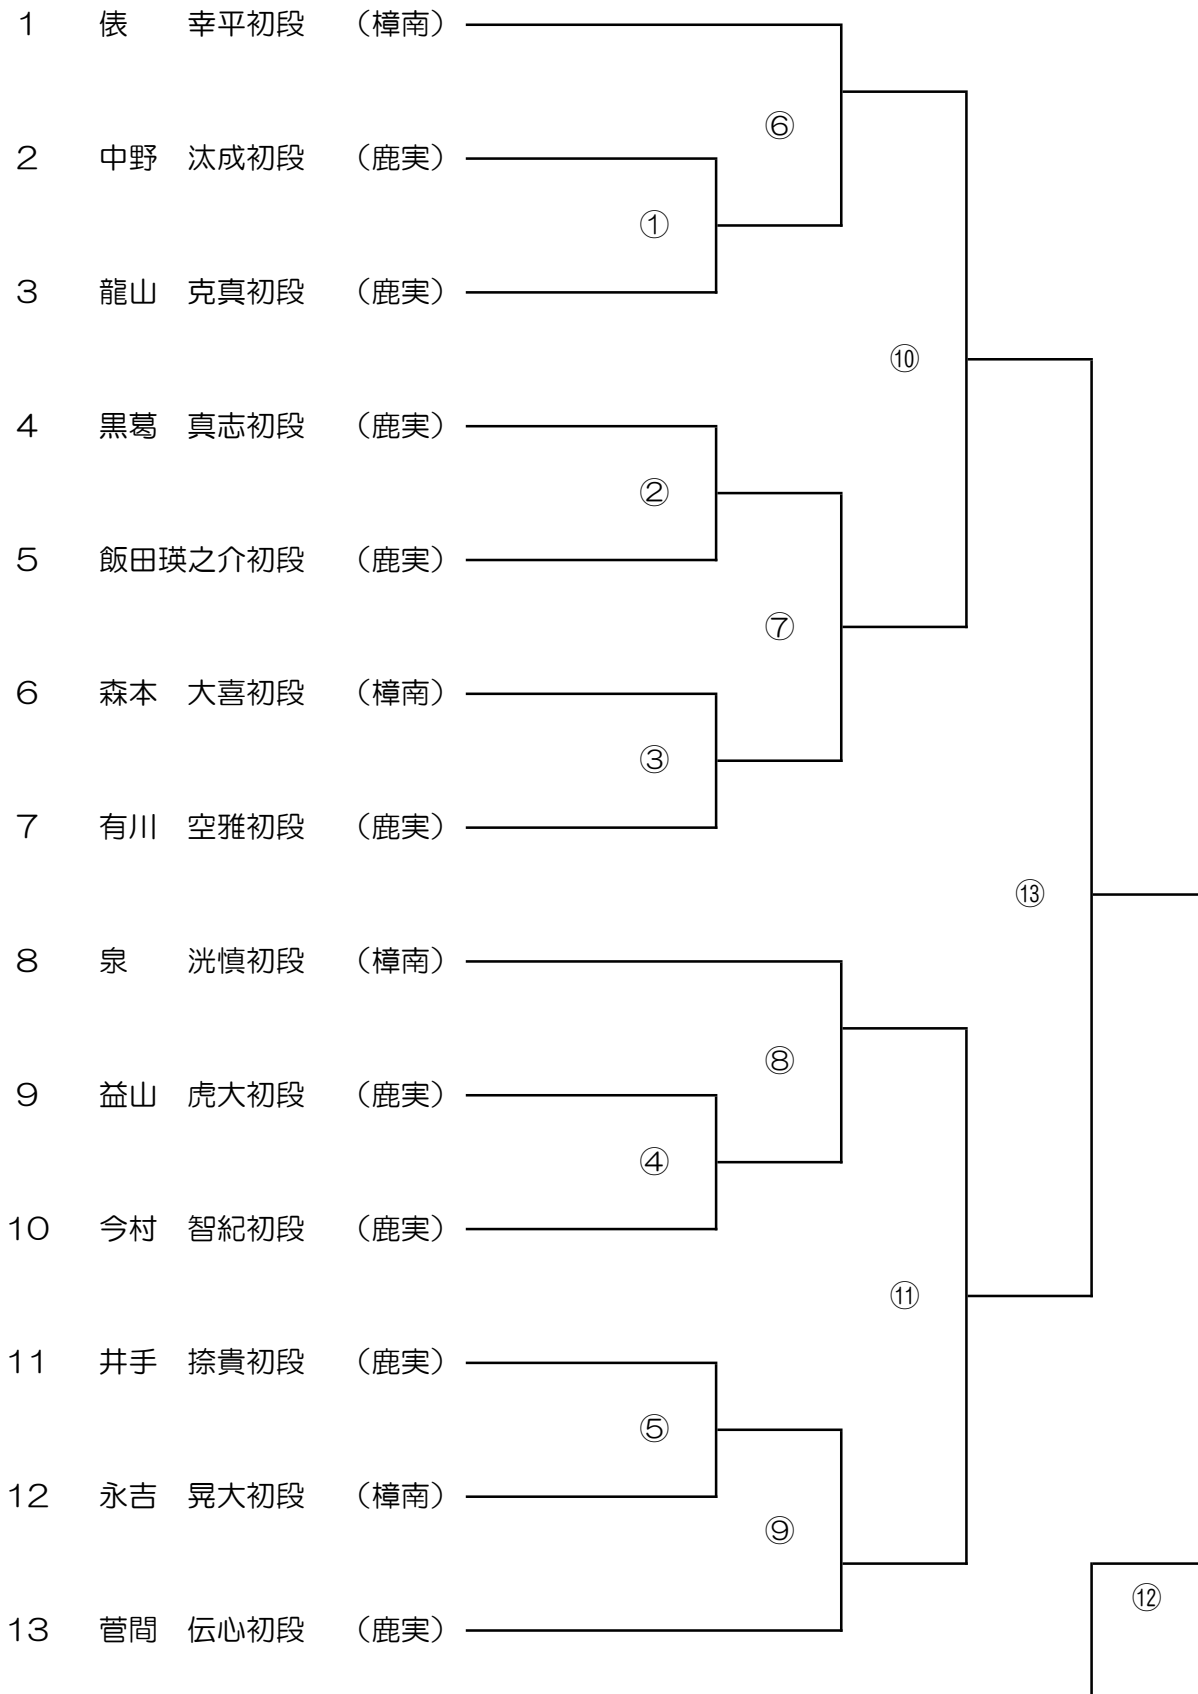 1 俵 幸平初段 （樟南）
⑥
2 中野 汰成初段 （鹿実）
①
3 龍山 克真初段 （鹿実）
⑩
4 黒葛 真志初段 （鹿実）
②
5 飯田瑛之介初段 （鹿実）
⑦
6 森本 大喜初段 （樟南）
③
7 有川 空雅初段 （鹿実）
⑬
8 泉 洸慎初段 （樟南）
⑧
9 益山 虎大初段 （鹿実）
④
10 今村 智紀初段 （鹿実）
⑪
11 井手 捺貴初段 （鹿実）
⑤
12 永吉 晃大初段 （樟南）
⑨
⑫
13 菅間 伝心初段 （鹿実）